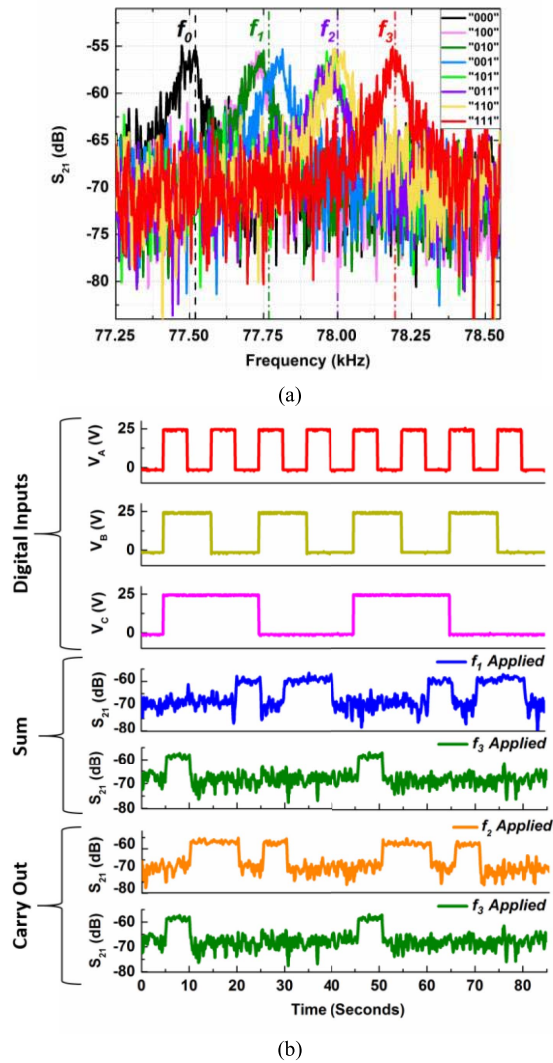 f0 f1 f2 f3
"000"
"100"
"010"
"001"
"101"
"011"
"110"
"111"
-55
-60
-65
-70
-75
-80
S21 (dB)
77.25 77.50 77.75 78.00 78.25 78.50
Frequency (kHz)
(a)
Digital Inputs
VA (V)
25
0
VB (V)
25
0
VC (V)
25
0
Sum
f1 Applied
S21 (dB)
-60
-70
-80
f3 Applied
S21 (dB)
-60
-70
-80
Carry Out
f2 Applied
S21 (dB)
-60
-70
-80
f3 Applied
S21 (dB)
-60
-70
-80
0 10 20 30 40 50 60 70 80
Time (Seconds)
(b)